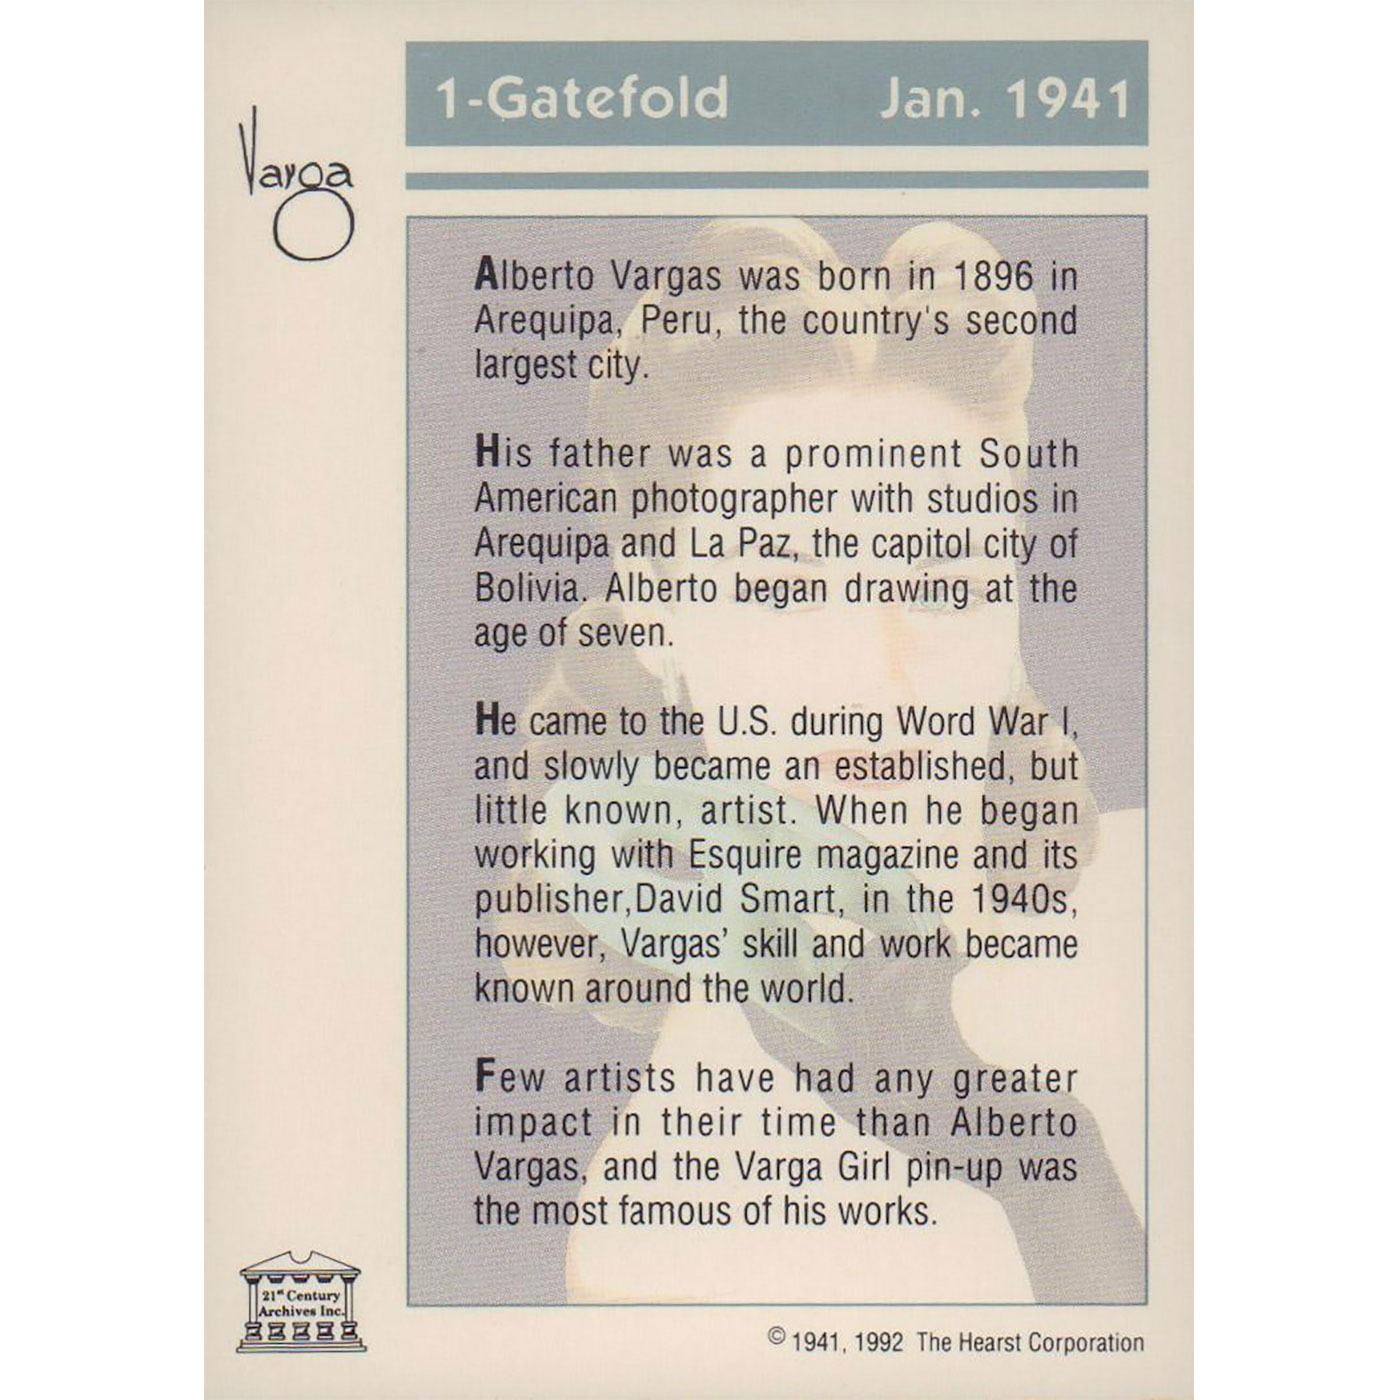 1-Gatefold Jan. 1941
Varga
Alberto Vargas was born in 1896 in
Arequipa, Peru, the country's second
largest city.
His father was a prominent South
American photographer with studios in
Arequipa and La Paz, the capitol city of
Bolivia. Alberto began drawing at the
age of seven.
He came to the U.S. during Word War I,
and slowly became an established, but
little known, artist. When he began
working with Esquire magazine and its
publisher,David Smart, in the 1940s,
however, Vargas’ skill and work became
known around the world.
Few artists have had any greater
impact in their time than Alberto
Vargas, and the Varga Girl pin-up was
the most famous of his works.
21st Century
Archives Inc.
© 1941, 1992 The Hearst Corporation